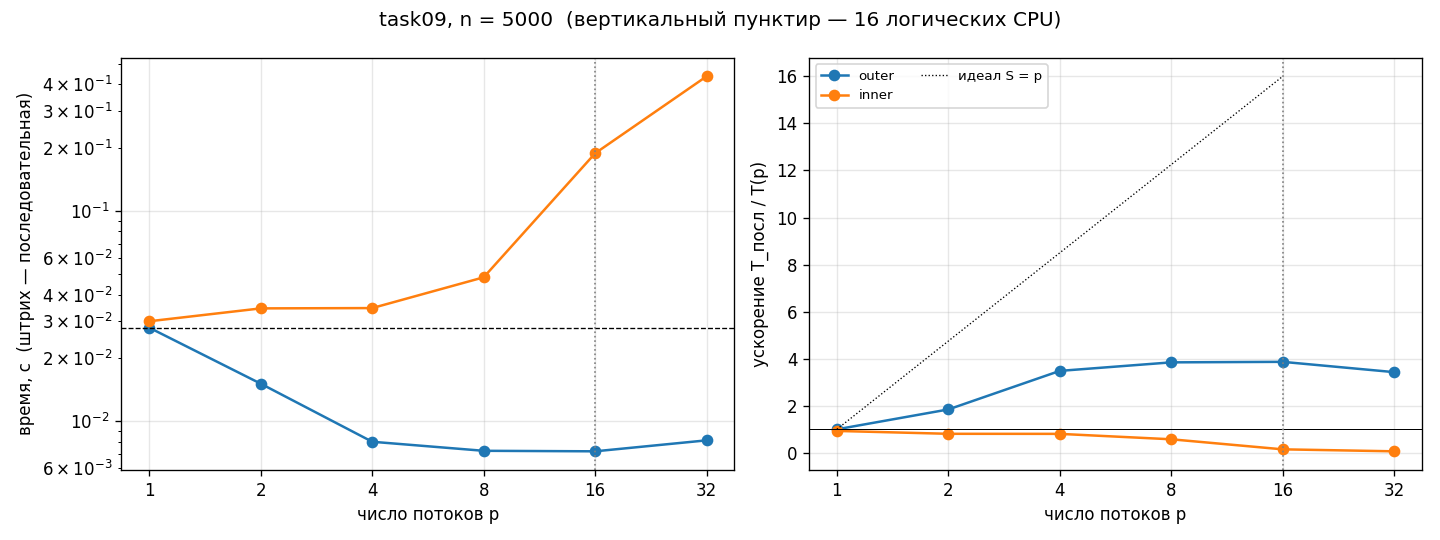 task09, n = 5000  (вертикальный пунктир — 16 логических CPU)
время, с  (штрих — последовательная)
4 × 10⁻¹
3 × 10⁻¹
2 × 10⁻¹
10⁻¹
6 × 10⁻²
4 × 10⁻²
3 × 10⁻²
2 × 10⁻²
10⁻²
6 × 10⁻³
1 2 4 8 16 32
число потоков p
ускорение T_посл / T(p)
outer идеал S = p
inner
16
14
12
10
8
6
4
2
0
1 2 4 8 16 32
число потоков p